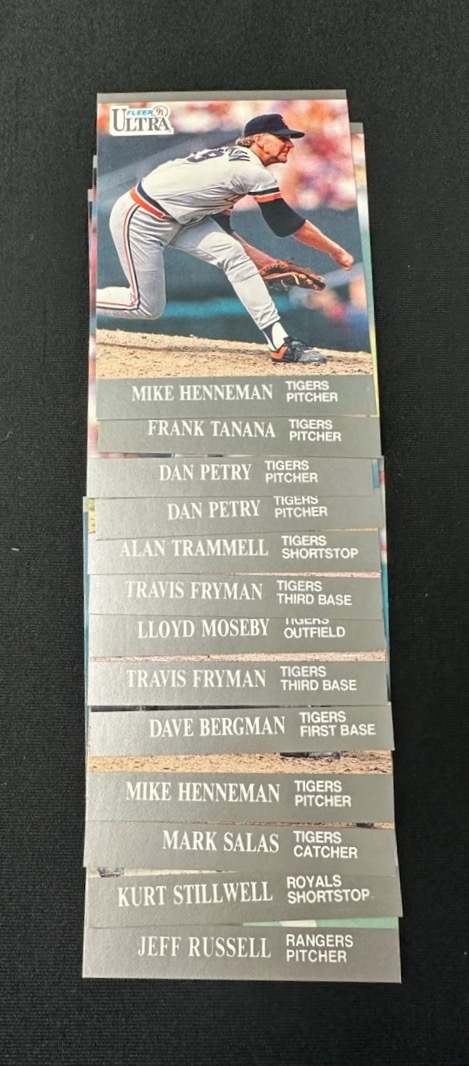 FLEER 91
ULTRA
MIKE HENNEMAN TIGERS
PITCHER
FRANK TANANA TIGERS
PITCHER
DAN PETRY TIGERS
PITCHER
DAN PETRY TIGERS
PITCHER
ALAN TRAMMELL TIGERS
SHORTSTOP
TRAVIS FRYMAN TIGERS
THIRD BASE
LLOYD MOSEBY TIGERS
OUTFIELD
TRAVIS FRYMAN TIGERS
THIRD BASE
DAVE BERGMAN TIGERS
FIRST BASE
MIKE HENNEMAN TIGERS
PITCHER
MARK SALAS TIGERS
CATCHER
KURT STILLWELL ROYALS
SHORTSTOP
JEFF RUSSELL RANGERS
PITCHER